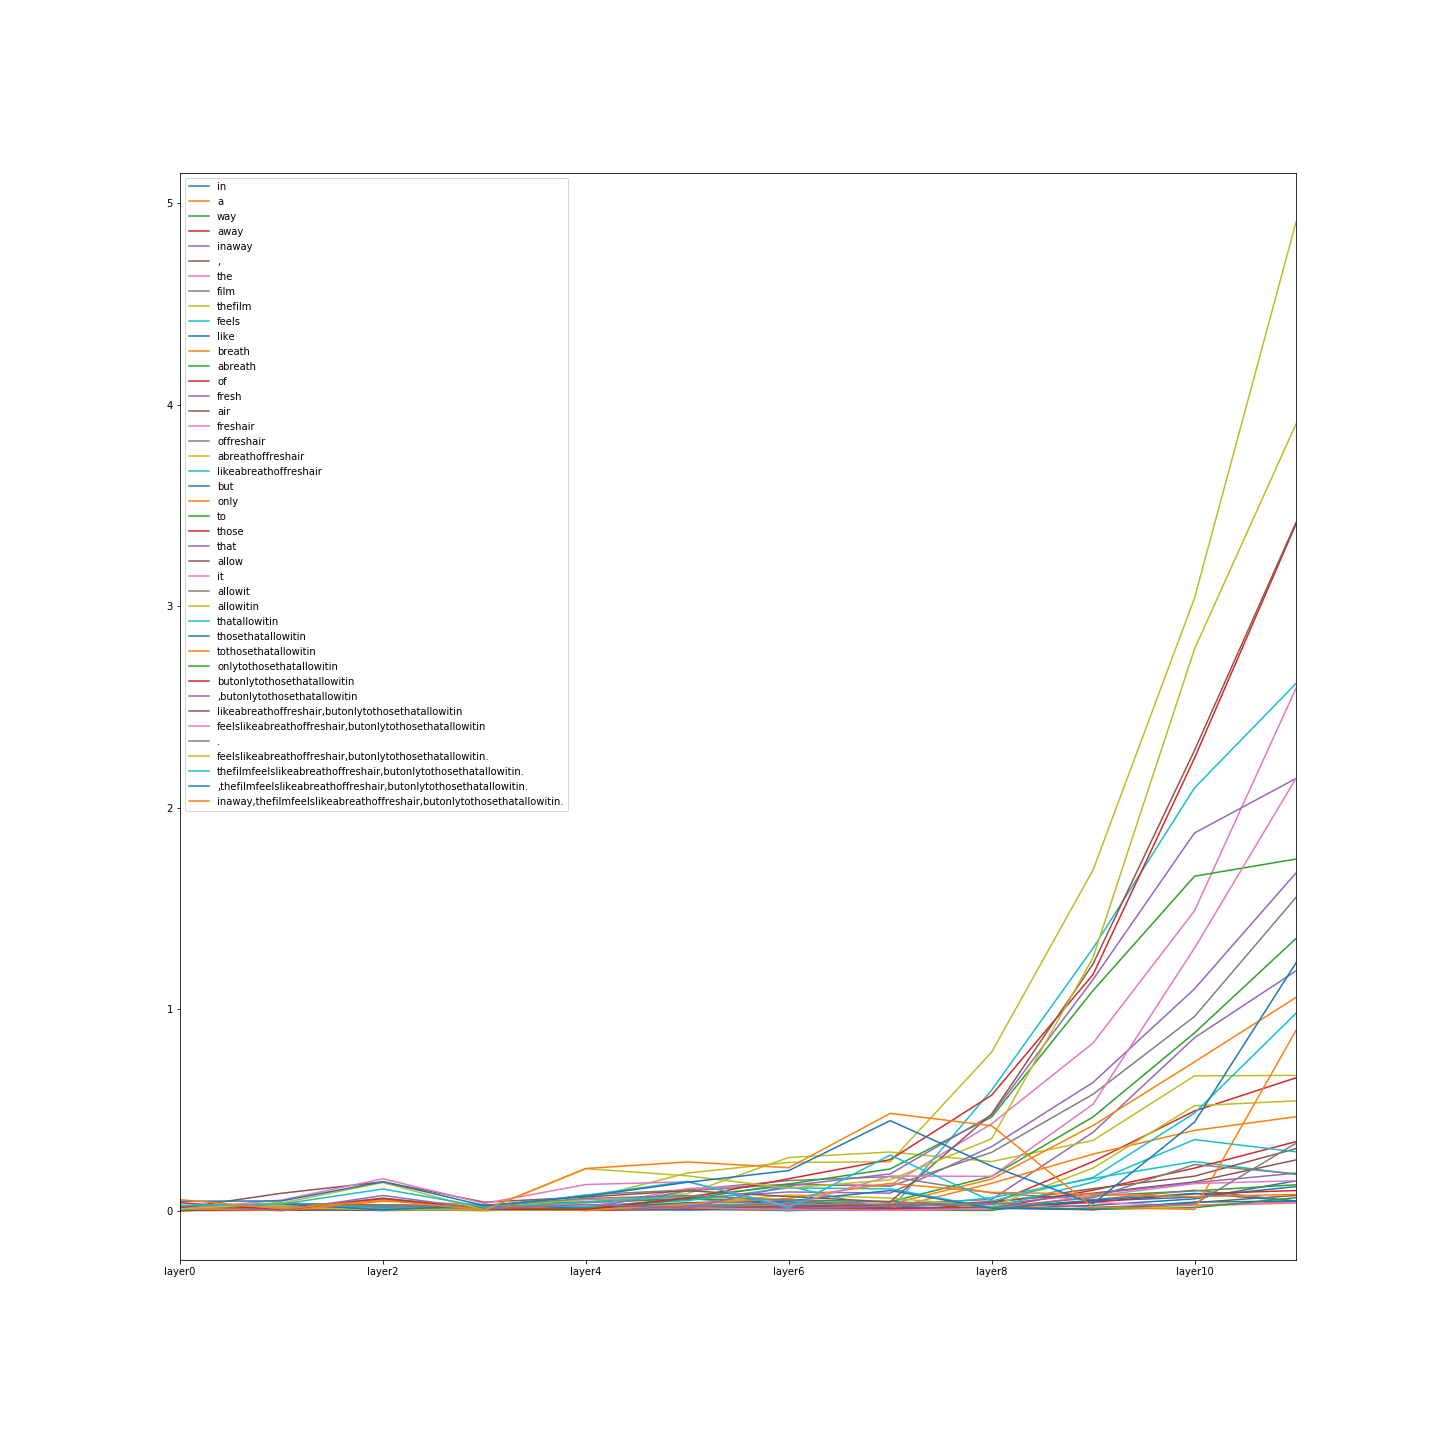 5
4
3
2
1
0
in
a
way
away
inaway
,
the
film
thefilm
feels
like
breath
abreath
of
fresh
air
freshair
offreshair
abreathoffreshair
likeabreathoffreshair
but
only
to
those
that
allow
it
allowit
allowitin
thatallowitin
thosethatallowitin
tothosethatallowitin
onlytothosethatallowitin
butonlytothosethatallowitin
,butonlytothosethatallowitin
likeabreathoffreshair,butonlytothosethatallowitin
feelslikeabreathoffreshair,butonlytothosethatallowitin
.
feelslikeabreathoffreshair,butonlytothosethatallowitin.
thefilmfeelslikeabreathoffreshair,butonlytothosethatallowitin.
,thefilmfeelslikeabreathoffreshair,butonlytothosethatallowitin.
inaway,thefilmfeelslikeabreathoffreshair,butonlytothosethatallowitin.
layer0 layer2 layer4 layer6 layer8 layer10